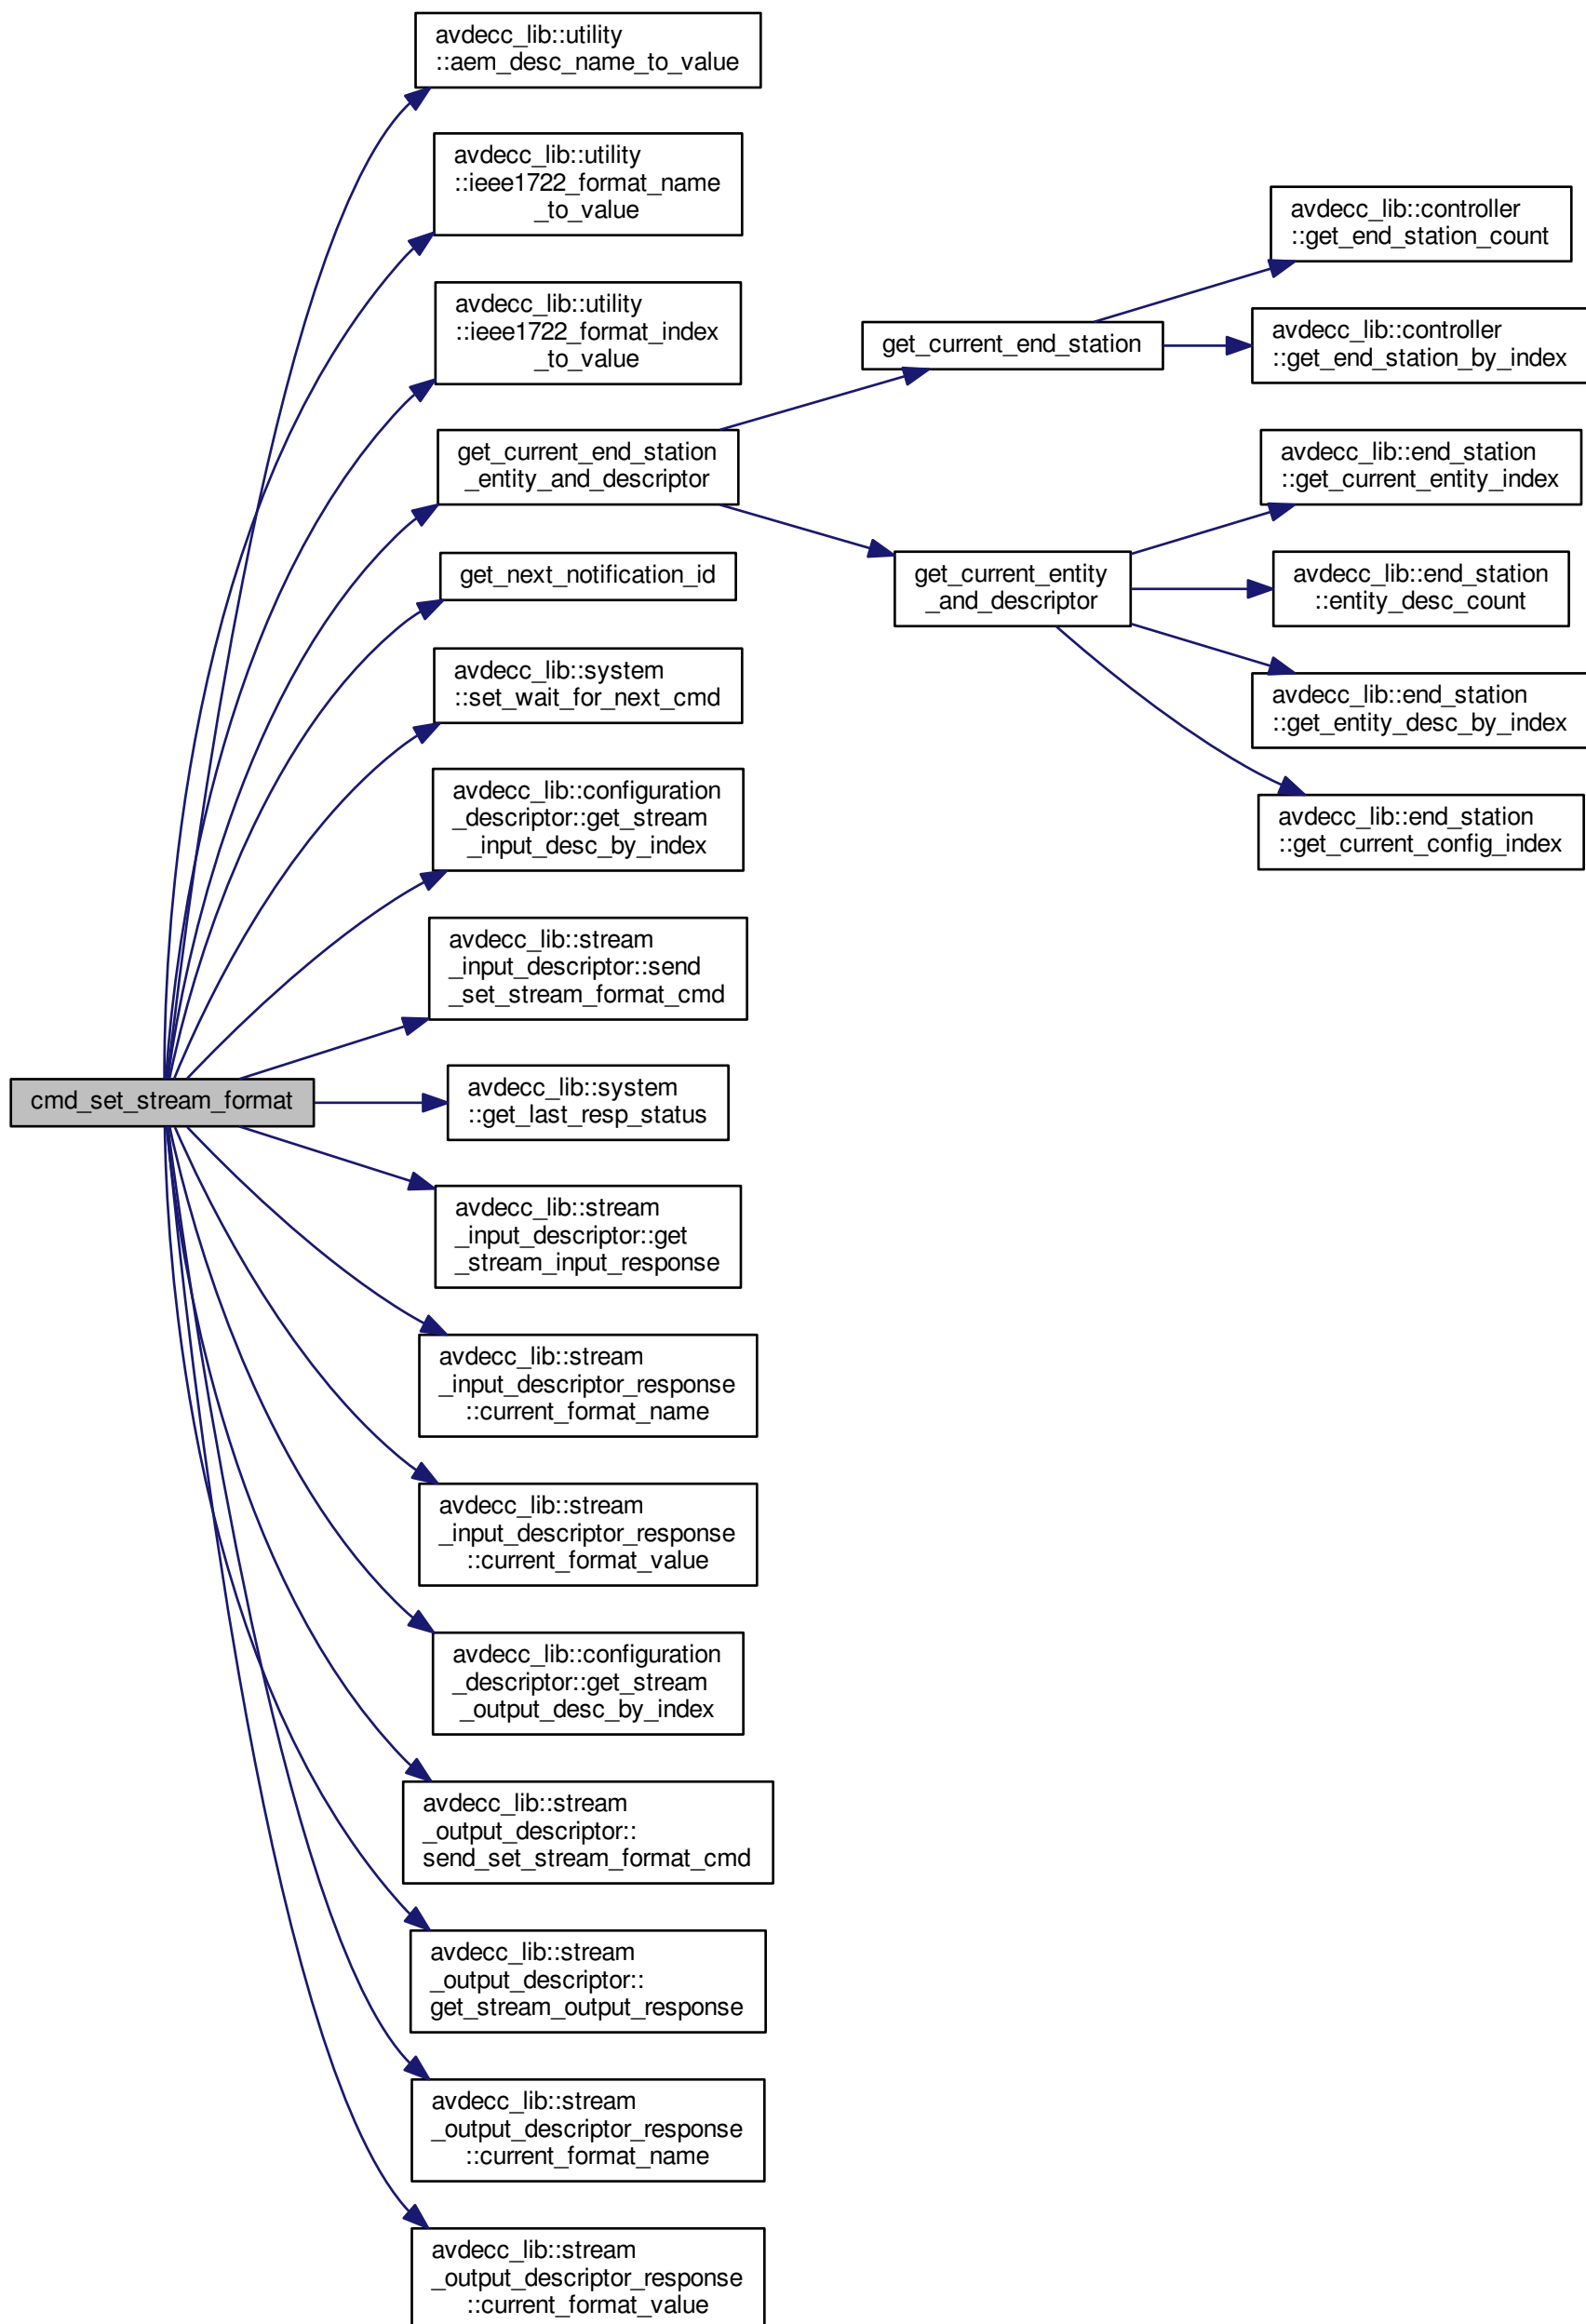 avdecc_lib::utility
::aem_desc_name_to_value
avdecc_lib::utility
::ieee1722_format_name
_to_value
avdecc_lib::utility
::ieee1722_format_index
_to_value
get_current_end_station
_entity_and_descriptor
get_next_notification_id
avdecc_lib::system
::set_wait_for_next_cmd
avdecc_lib::configuration
_descriptor::get_stream
_input_desc_by_index
avdecc_lib::stream
_input_descriptor::send
_set_stream_format_cmd
cmd_set_stream_format
avdecc_lib::system
::get_last_resp_status
avdecc_lib::stream
_input_descriptor::get
_stream_input_response
avdecc_lib::stream
_input_descriptor_response
::current_format_name
avdecc_lib::stream
_input_descriptor_response
::current_format_value
avdecc_lib::configuration
_descriptor::get_stream
_output_desc_by_index
avdecc_lib::stream
_output_descriptor::
send_set_stream_format_cmd
avdecc_lib::stream
_output_descriptor::
get_stream_output_response
avdecc_lib::stream
_output_descriptor_response
::current_format_name
avdecc_lib::stream
_output_descriptor_response
::current_format_value
get_current_end_station
get_current_entity
_and_descriptor
avdecc_lib::controller
::get_end_station_count
avdecc_lib::controller
::get_end_station_by_index
avdecc_lib::end_station
::get_current_entity_index
avdecc_lib::end_station
::entity_desc_count
avdecc_lib::end_station
::get_entity_desc_by_index
avdecc_lib::end_station
::get_current_config_index